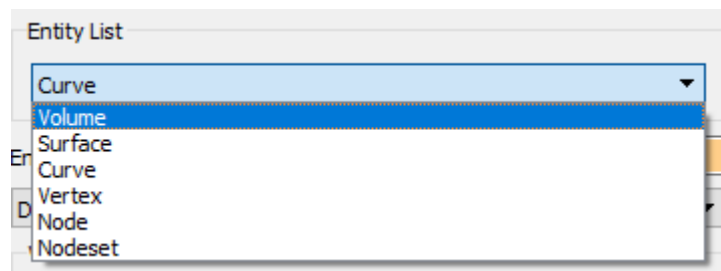 Entity List
Curve
Volume
Surface
Curve
Vertex
Node
Nodeset